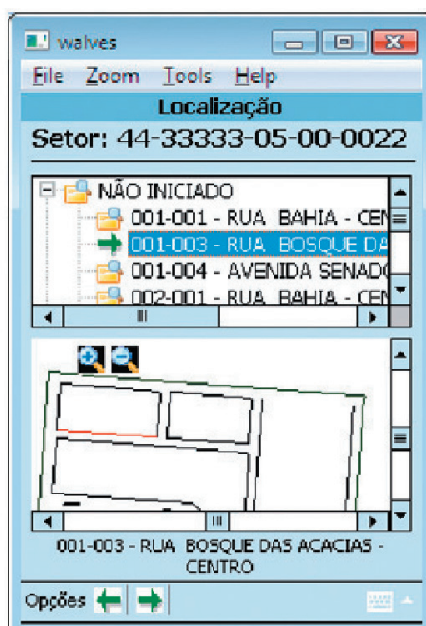 walves
File Zoom Tools Help
Localização
Setor: 44-33333-05-00-0022
NÃO INICIADO
001-001 - RUA BAHIA - CEN
001-003 - RUA BOSQUE DA
001-004 - AVENIDA SENADO
002-001 - RUA BAHIA - CEN
001-003 - RUA BOSQUE DAS ACACIAS -
CENTRO
Opções